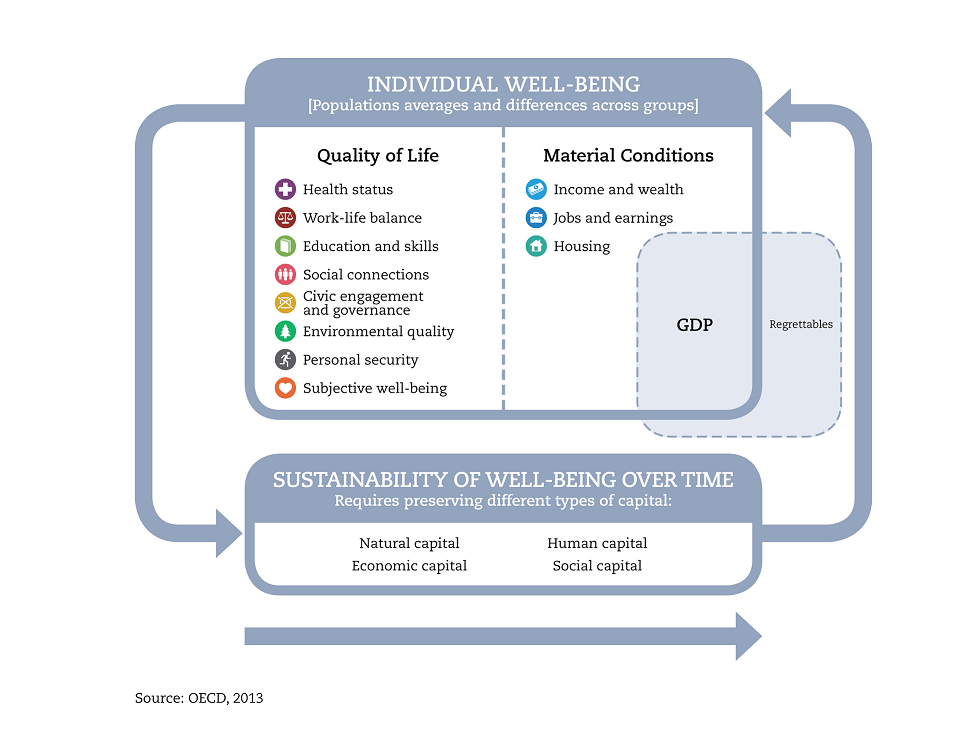 INDIVIDUAL WELL-BEING
[Populations averages and differences across groups]
Quality of Life
Health status
Work-life balance
Education and skills
Social connections
Civic engagement
and governance
Environmental quality
Personal security
Subjective well-being
Material Conditions
Income and wealth
Jobs and earnings
Housing
GDP
Regrettables
SUSTAINABILITY OF WELL-BEING OVER TIME
Requires preserving different types of capital:
Natural capital
Human capital
Economic capital
Social capital
Source: OECD, 2013